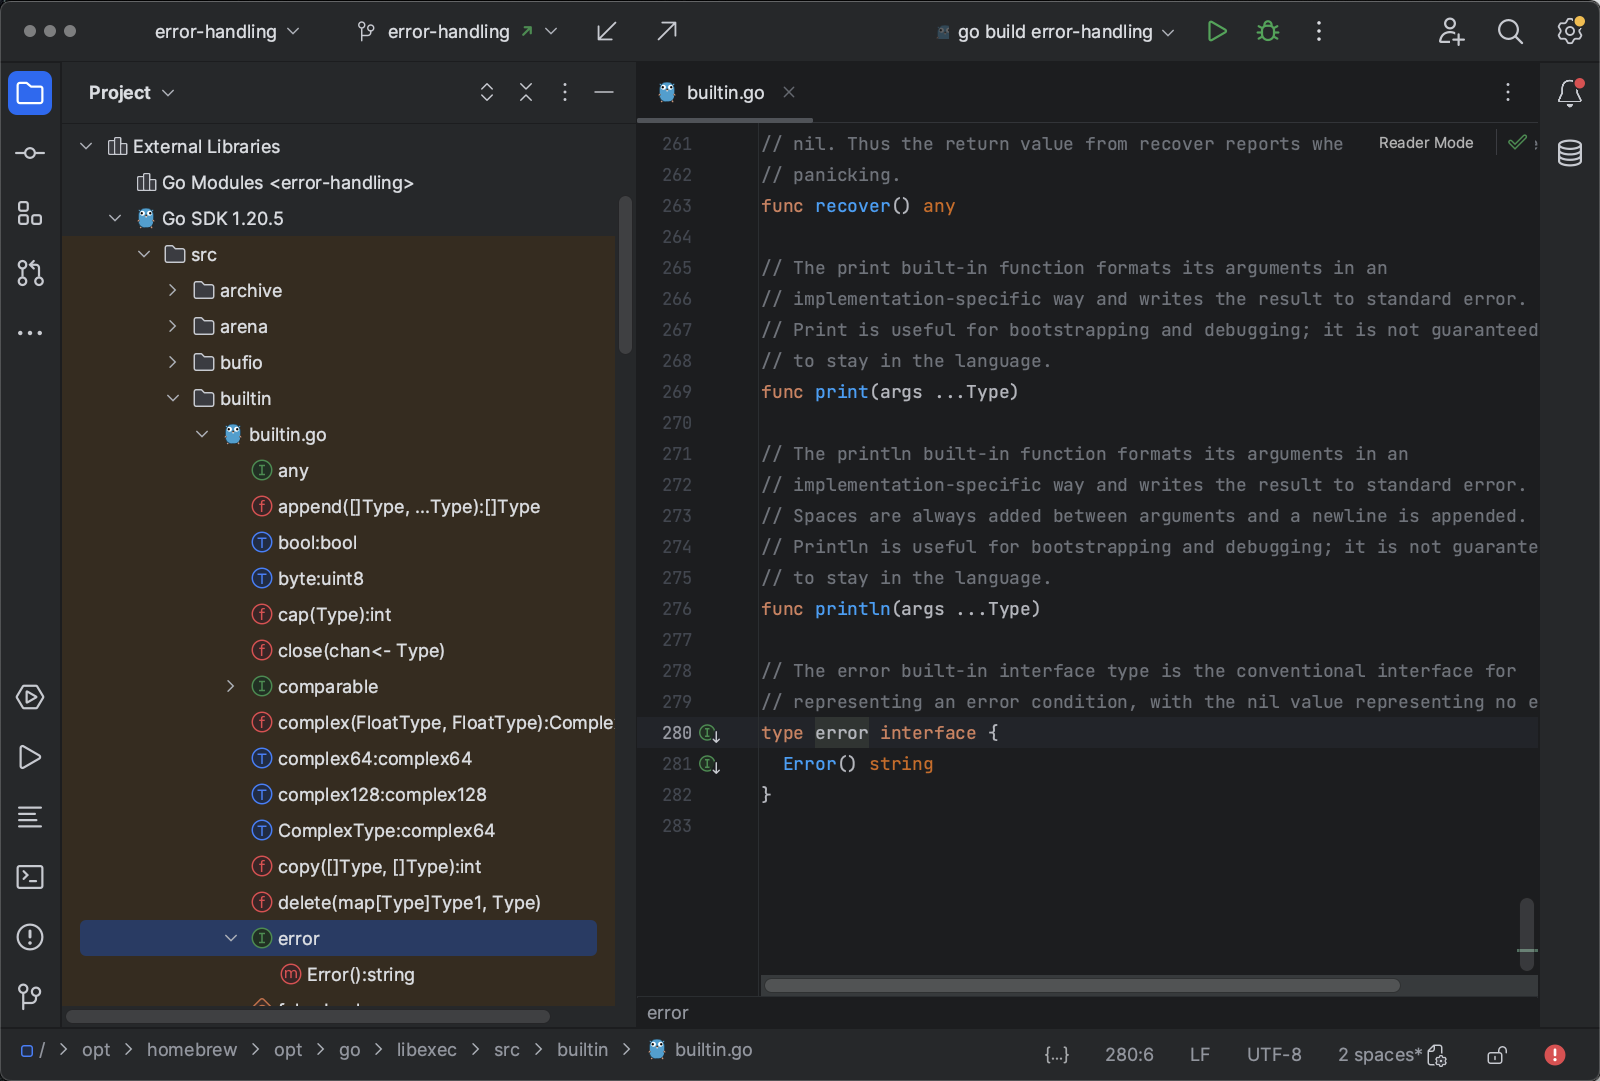 error-handling
error-handling
go build error-handling
Project
builtin.go
External Libraries
Go Modules <error-handling>
Go SDK 1.20.5
src
archive
arena
bufio
builtin
builtin.go
any
append([]Type, ...Type):[]Type
bool:bool
byte:uint8
cap(Type):int
close(chan<- Type)
comparable
complex(FloatType, FloatType):Comple
complex64:complex64
complex128:complex128
ComplexType:complex64
copy([]Type, []Type):int
delete(map[Type]Type1, Type)
error
Error():string
261 // nil. Thus the return value from recover reports whe
Reader Mode
262 // panicking.
263 func recover() any
264
265 // The print built-in function formats its arguments in an
266 // implementation-specific way and writes the result to standard error.
267 // Print is useful for bootstrapping and debugging; it is not guaranteed
268 // to stay in the language.
269 func print(args ...Type)
270
271 // The println built-in function formats its arguments in an
272 // implementation-specific way and writes the result to standard error.
273 // Spaces are always added between arguments and a newline is appended.
274 // Println is useful for bootstrapping and debugging; it is not guarante
275 // to stay in the language.
276 func println(args ...Type)
277
278 // The error built-in interface type is the conventional interface for
279 // representing an error condition, with the nil value representing no e
280 type error interface {
281 Error() string
282 }
283
error
/ > opt > homebrew > opt > go > libexec > src > builtin > builtin.go
{...} 280:6 LF UTF-8 2 spaces*